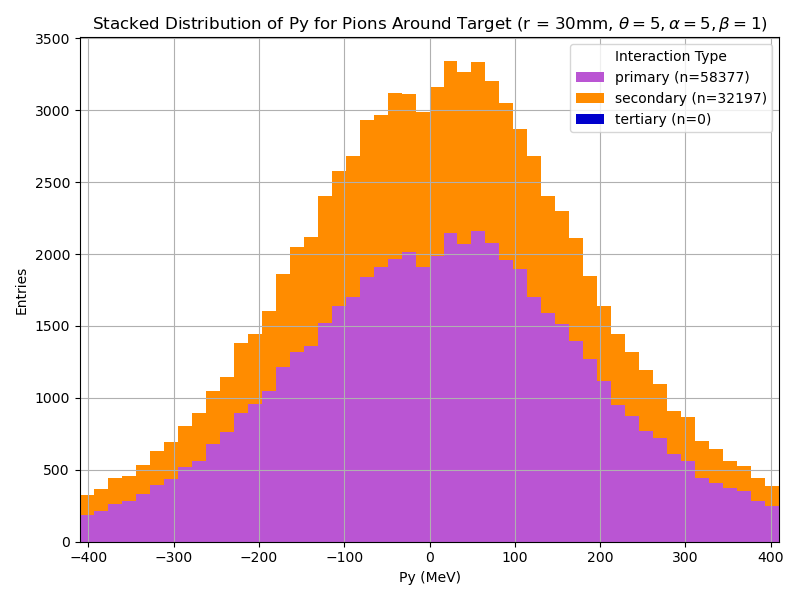 Stacked Distribution of Py for Pions Around Target (r = 30mm, θ = 5, α = 5, β = 1)
Interaction Type
primary (n=58377)
secondary (n=32197)
tertiary (n=0)
Entries
3500
3000
2500
2000
1500
1000
500
0
−400 −300 −200 −100 0 100 200 300 400
Py (MeV)